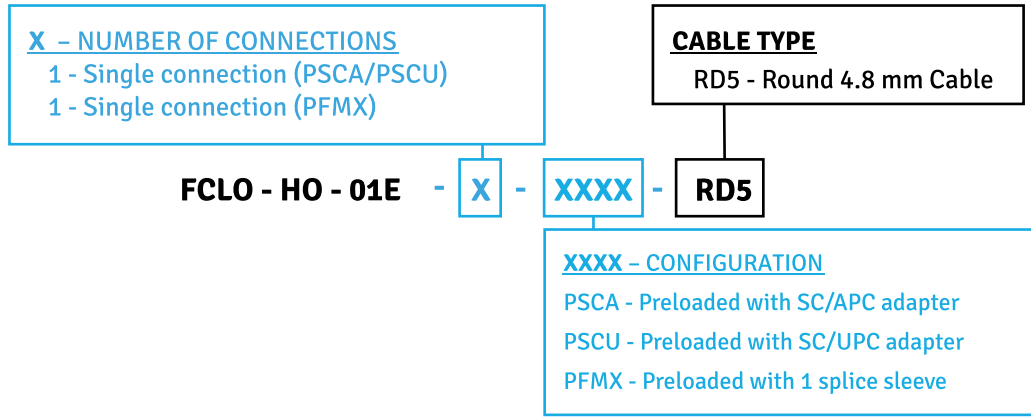 X – NUMBER OF CONNECTIONS
1 - Single connection (PSCA/PSCU)
1 - Single connection (PFMX)
CABLE TYPE
RD5 - Round 4.8 mm Cable
FCLO - HO - 01E - X - XXXX - RD5
XXXX – CONFIGURATION
PSCA - Preloaded with SC/APC adapter
PSCU - Preloaded with SC/UPC adapter
PFMX - Preloaded with 1 splice sleeve